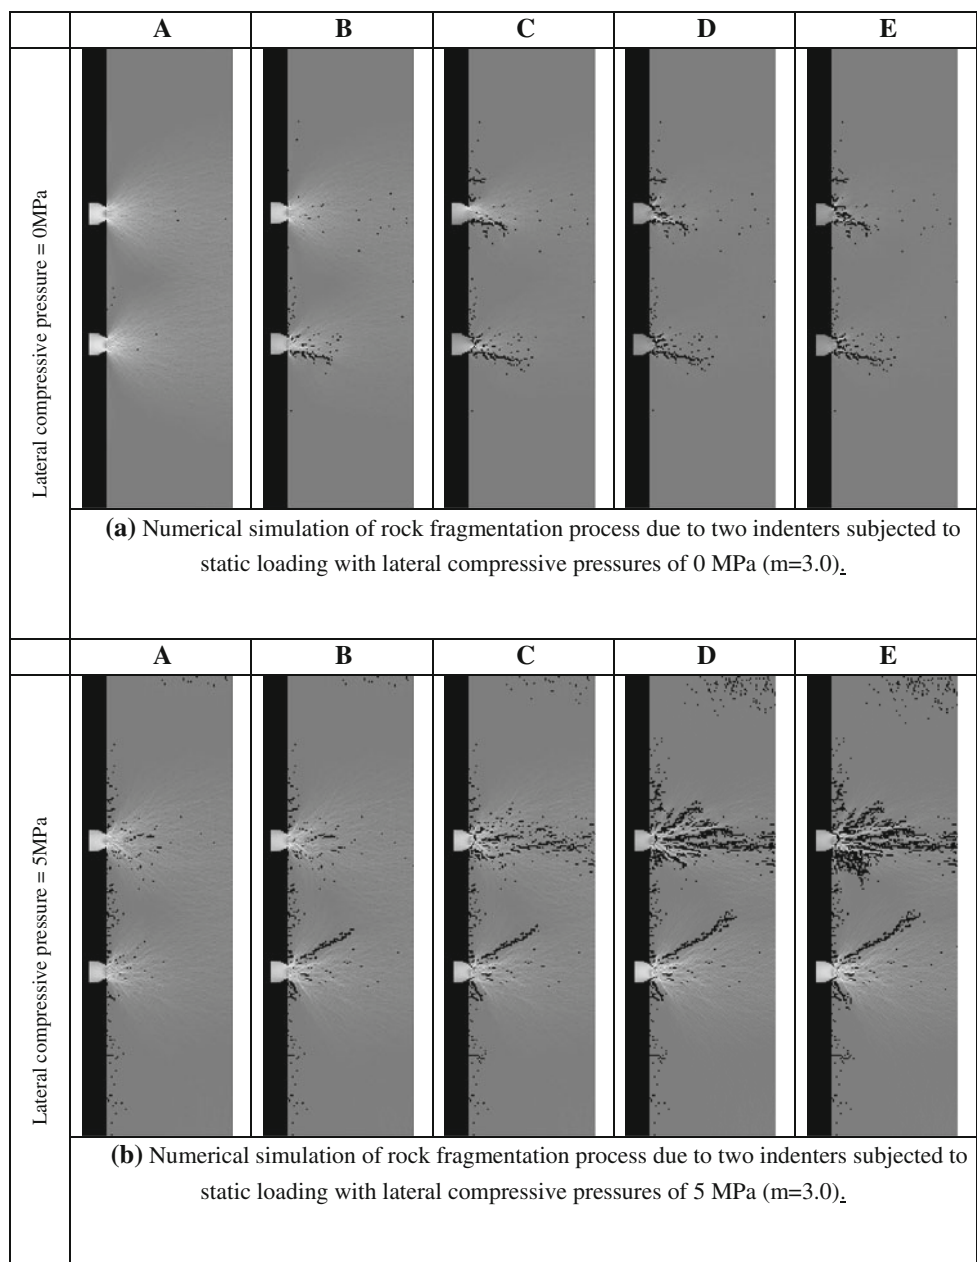 A B C D E
Lateral compressive pressure = 0MPa
(a) Numerical simulation of rock fragmentation process due to two indenters subjected to
static loading with lateral compressive pressures of 0 MPa (m=3.0).
A B C D E
Lateral compressive pressure = 5MPa
(b) Numerical simulation of rock fragmentation process due to two indenters subjected to
static loading with lateral compressive pressures of 5 MPa (m=3.0).